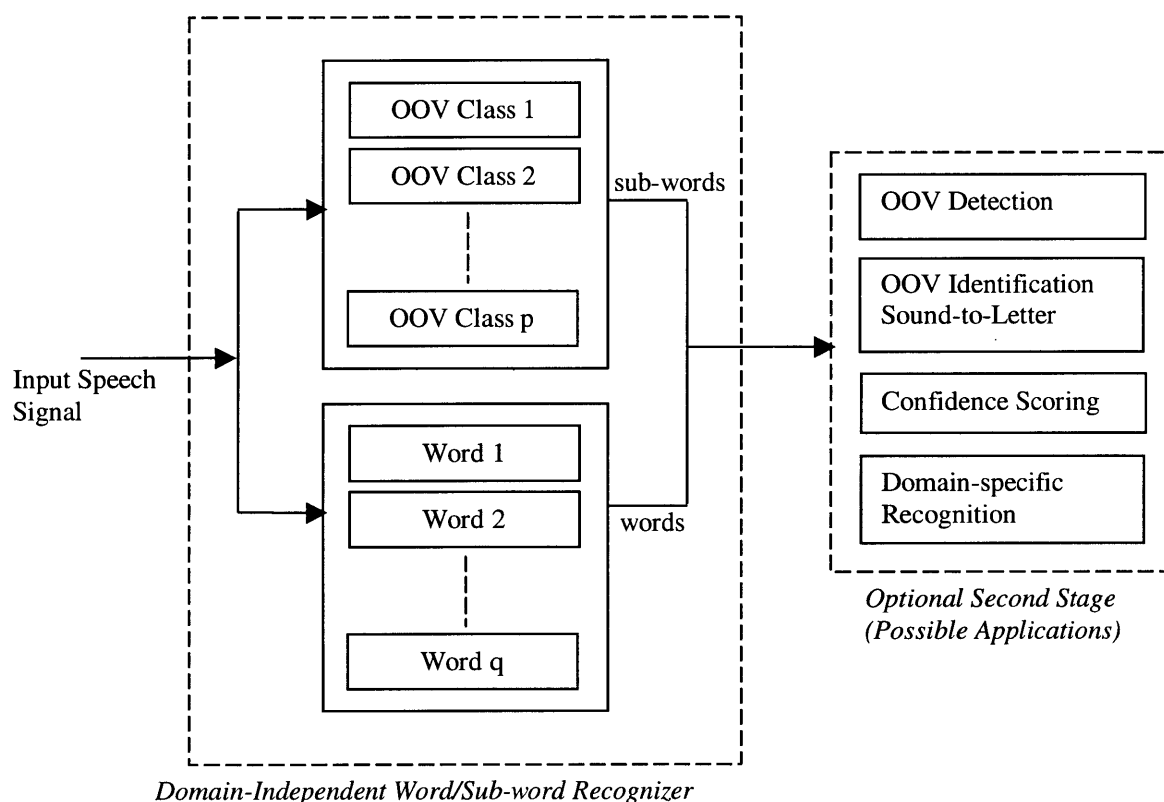 OOV Class 1
OOV Class 2
OOV Class p
sub-words
Input Speech
Signal
Word 1
Word 2
Word q
words
OOV Detection
OOV Identification
Sound-to-Letter
Confidence Scoring
Domain-specific
Recognition
Optional Second Stage
(Possible Applications)
Domain-Independent Word/Sub-word Recognizer